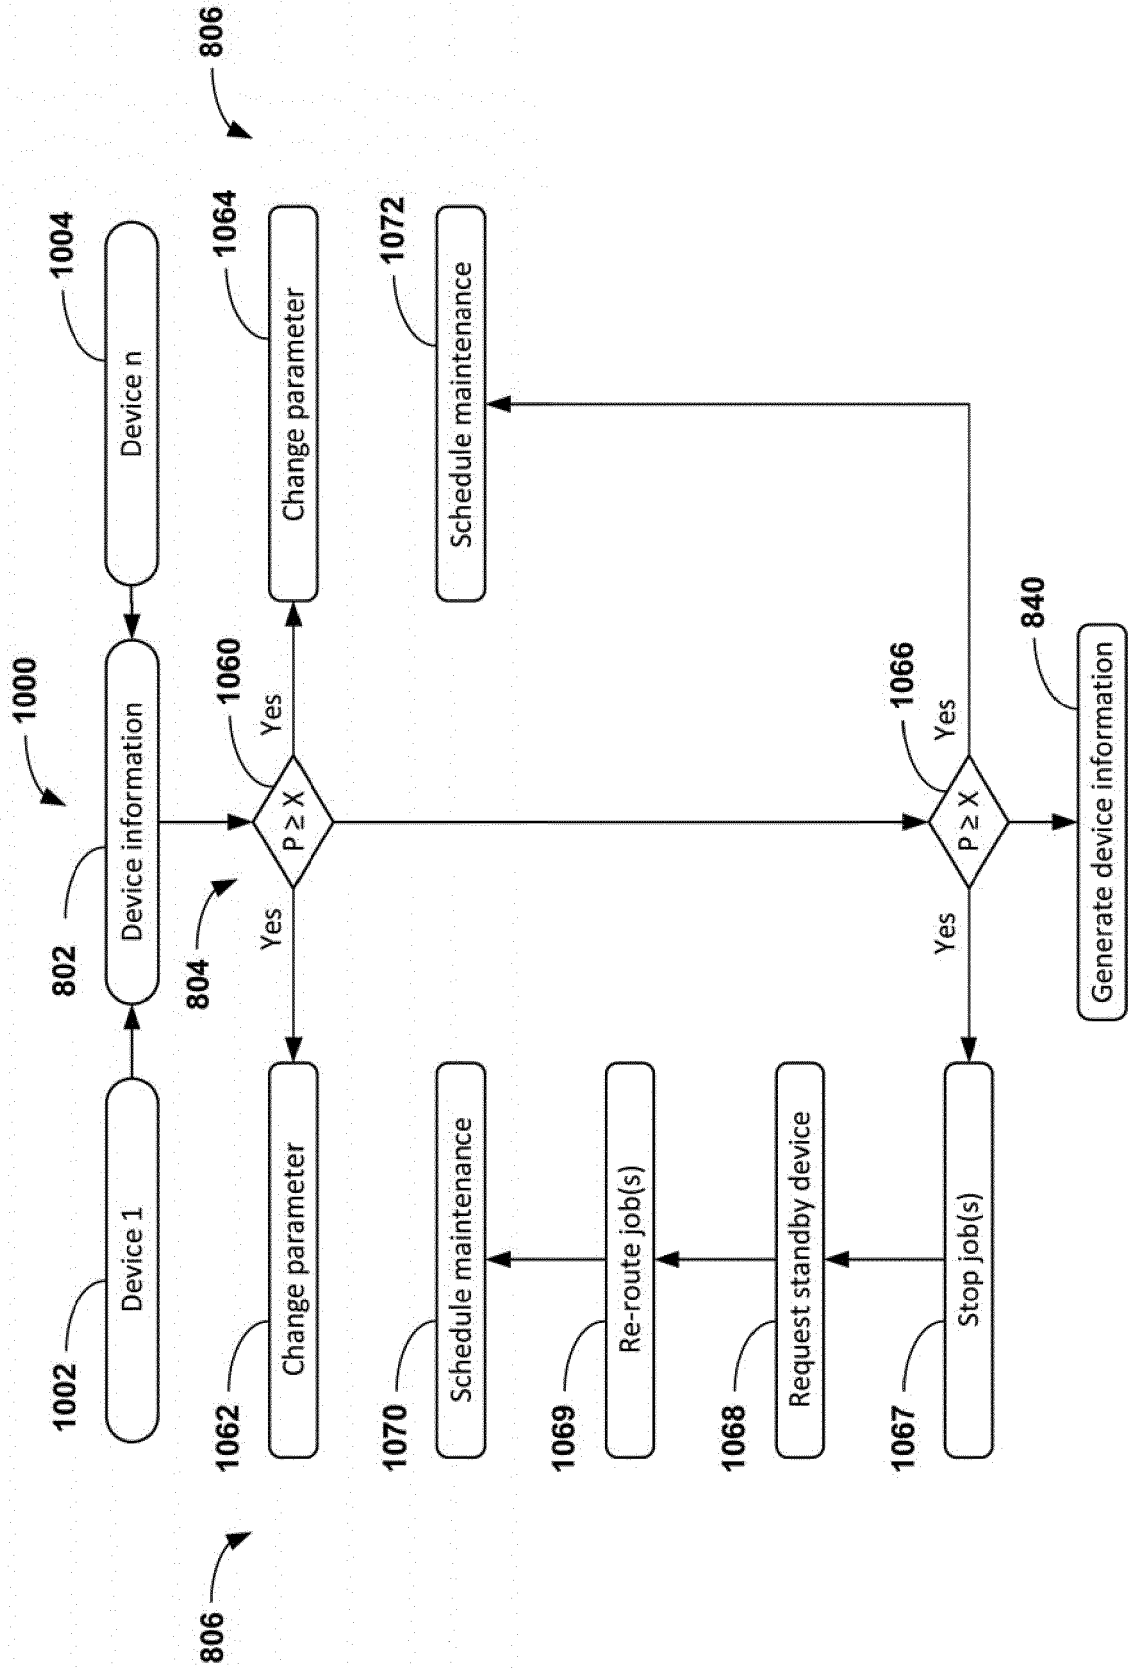 1000
1002
802
1004
Device 1
Device information
Device n
804
806
806
1062
1060
1064
Yes
Yes
Change parameter
P ≥ X
Change parameter
1070
1072
Schedule maintenance
Schedule maintenance
1069
Re-route job(s)
1068
Request standby device
1067
1066
Yes
Yes
Stop job(s)
P ≥ X
840
Generate device information